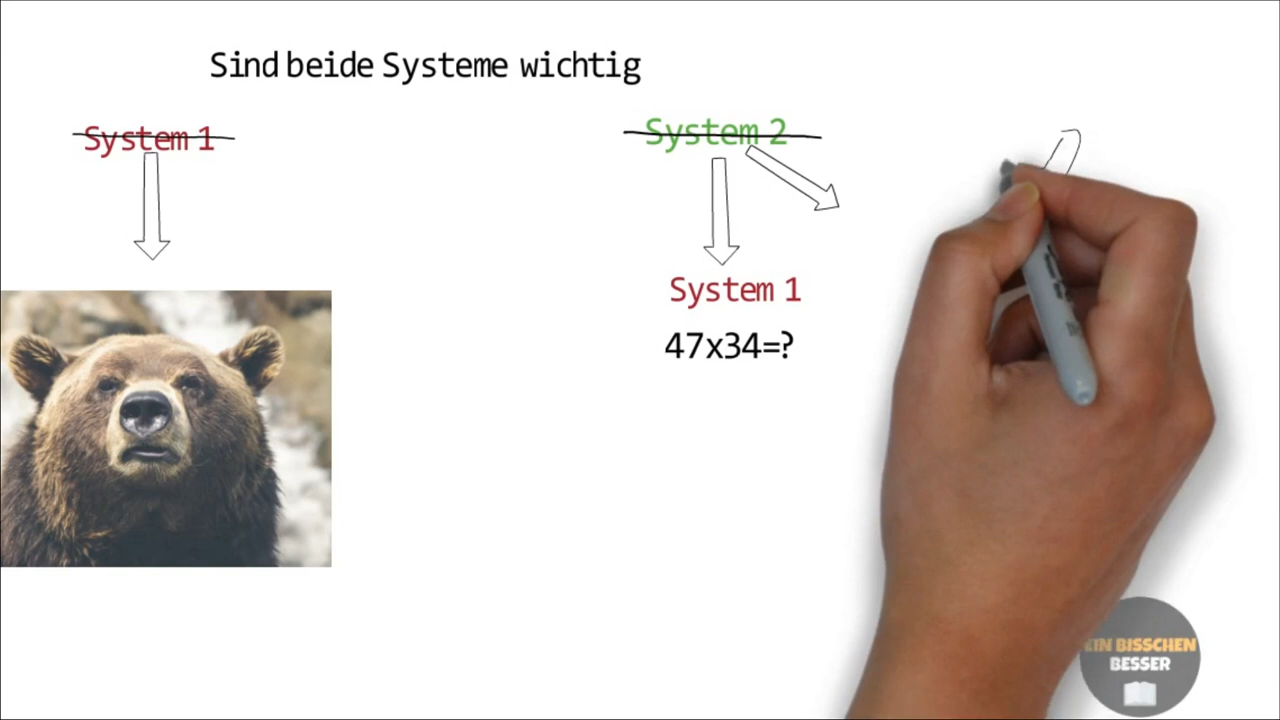 Sind beide Systeme wichtig
System 1
System 2
System 1
47x34=?
EIN BISSCHEN
BESSER